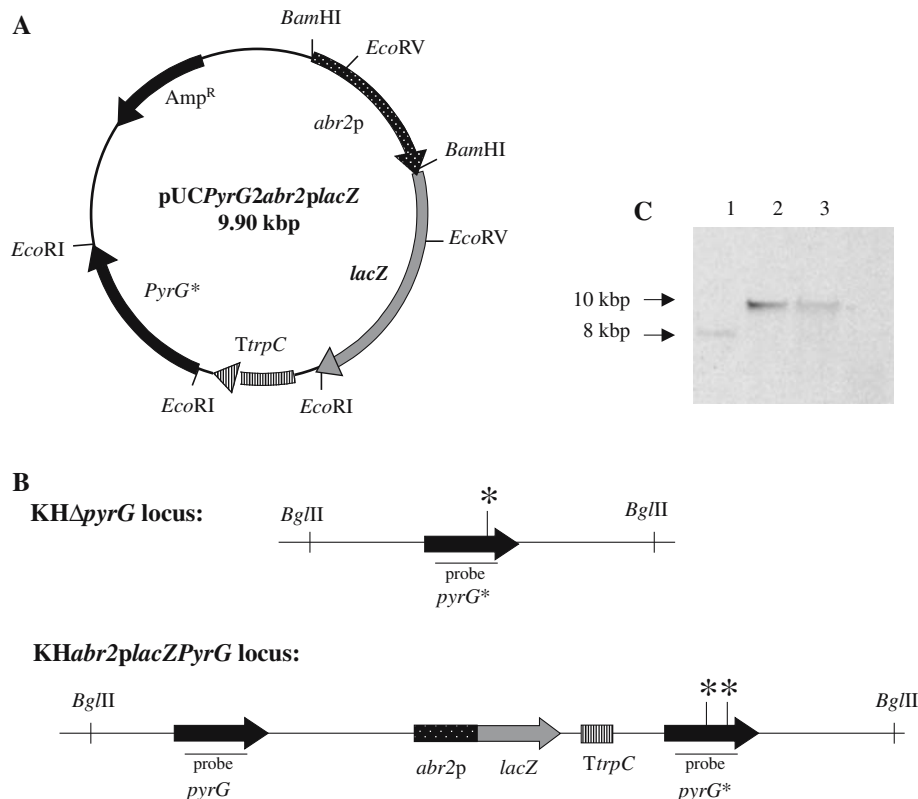 A
BamHI
EcoRV
Amp^R
abr2p
BamHI
pUCPyrG2abr2placZ
9.90 kbp
EcoRI
EcoRV
lacZ
PyrG*
TtrpC
EcoRI
EcoRI
C
1 2 3
10 kbp
8 kbp
B
KHΔpyrG locus:
*
BglII
BglII
probe
pyrG*
KHabr2placZPyrG locus:
**
BglII
BglII
probe
pyrG
abr2p
lacZ
TtrpC
probe
pyrG*